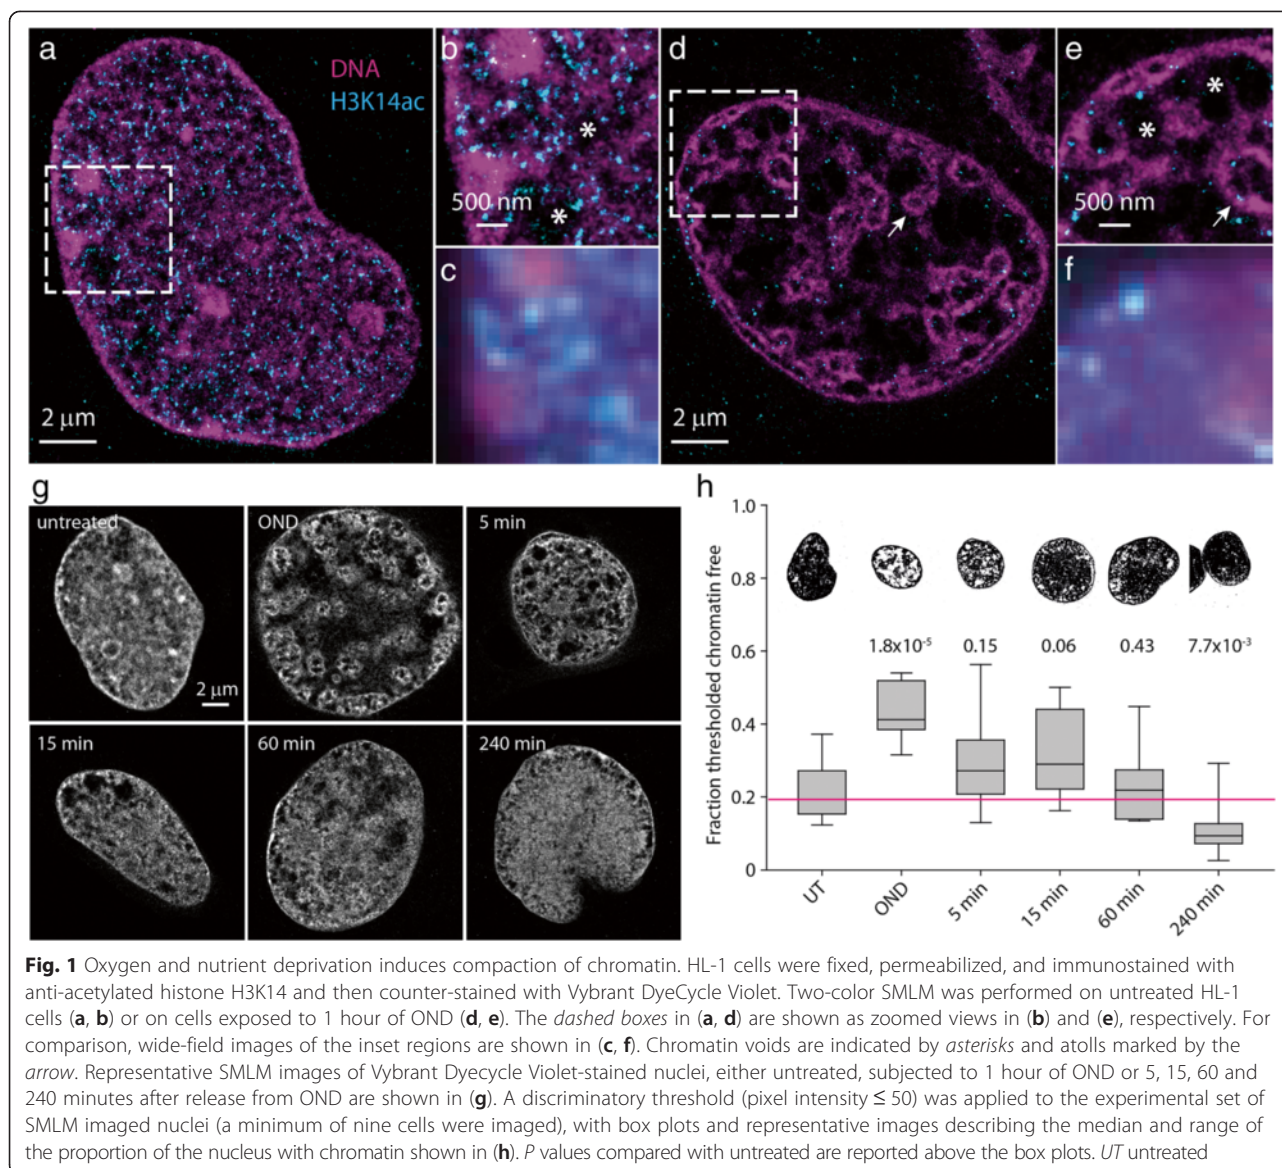 a
DNA
H3K14ac
2 μm
b
*
*
500 nm
c
d
2 μm
e
*
*
500 nm
f
g
untreated
2 μm
OND
5 min
15 min
60 min
240 min
h
Fraction thresholded chromatin free
1.0
0.8
0.6
0.4
0.2
0
1.8x10⁻⁵ 0.15 0.06 0.43 7.7x10⁻³
UT OND 5 min 15 min 60 min 240 min
Fig. 1 Oxygen and nutrient deprivation induces compaction of chromatin. HL-1 cells were fixed, permeabilized, and immunostained with
anti-acetylated histone H3K14 and then counter-stained with Vybrant DyeCycle Violet. Two-color SMLM was performed on untreated HL-1
cells (a, b) or on cells exposed to 1 hour of OND (d, e). The dashed boxes in (a, d) are shown as zoomed views in (b) and (e), respectively. For
comparison, wide-field images of the inset regions are shown in (c, f). Chromatin voids are indicated by asterisks and atolls marked by the
arrow. Representative SMLM images of Vybrant Dyecycle Violet-stained nuclei, either untreated, subjected to 1 hour of OND or 5, 15, 60 and
240 minutes after release from OND are shown in (g). A discriminatory threshold (pixel intensity ≤ 50) was applied to the experimental set of
SMLM imaged nuclei (a minimum of nine cells were imaged), with box plots and representative images describing the median and range of
the proportion of the nucleus with chromatin shown in (h). P values compared with untreated are reported above the box plots. UT untreated